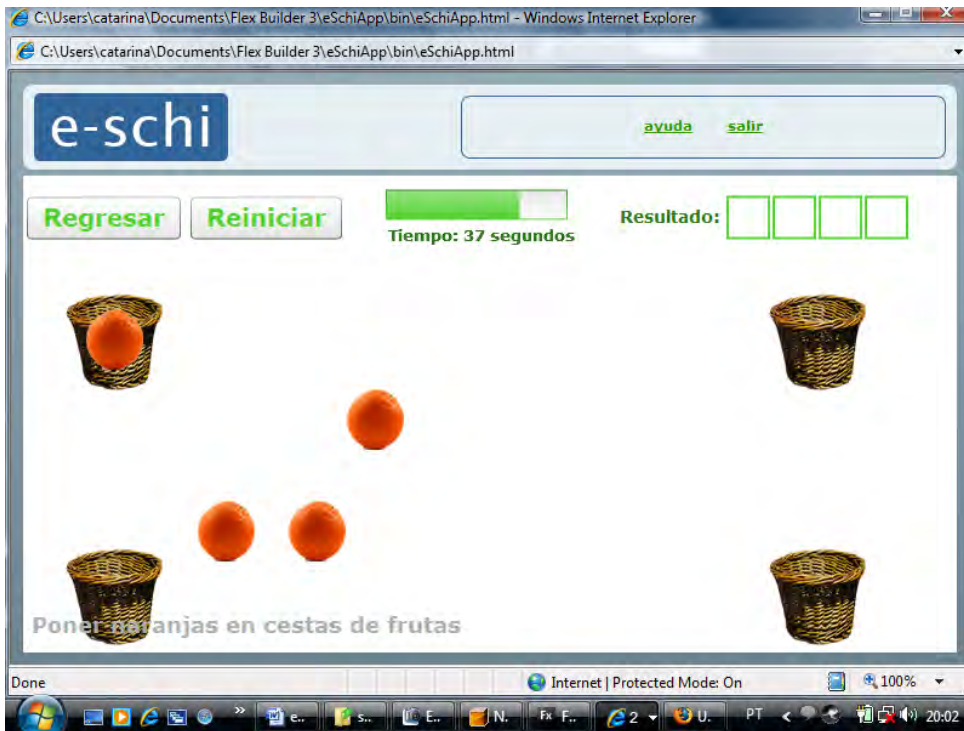 C:\Users\catarina\Documents\Flex Builder 3\eSchiApp\bin\eSchiApp.html - Windows Internet Explorer
C:\Users\catarina\Documents\Flex Builder 3\eSchiApp\bin\eSchiApp.html
e-schi
ayuda salir
Regresar Reiniciar
Tiempo: 37 segundos
Resultado:
Poner naranjas en cestas de frutas
Done Internet | Protected Mode: On 100%
» e.. s.. E.. N. Fx F.. 2 U. PT < 20:02